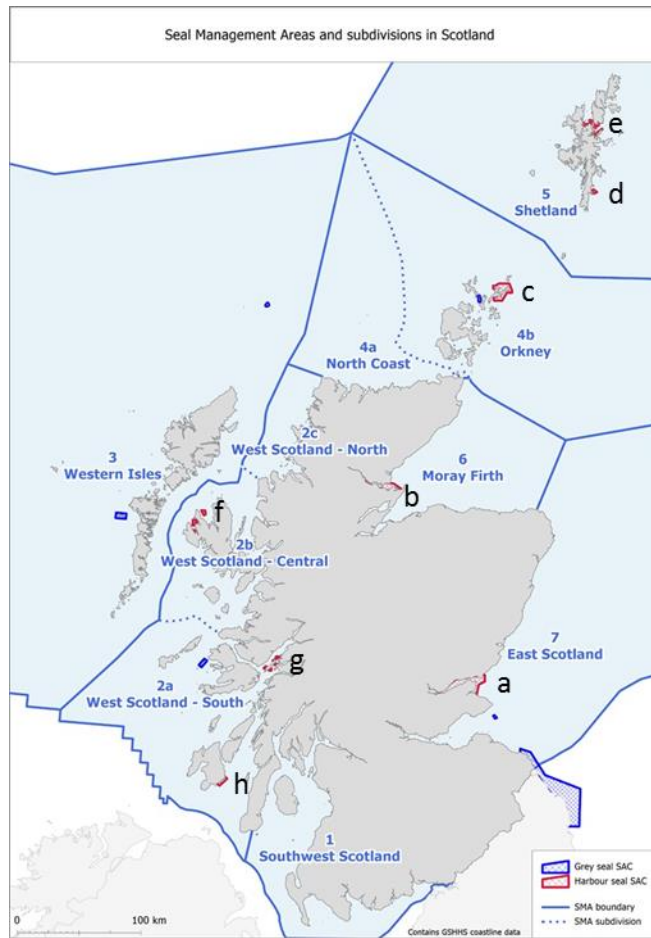 Seal Management Areas and subdivisions in Scotland
e
5
Shetland
d
c
4b
Orkney
4a
North Coast
2c
West Scotland - North
3
Western Isles
6
Moray Firth
b
f
2b
West Scotland - Central
7
East Scotland
g
a
2a
West Scotland - South
h
1
Southwest Scotland
Grey seal SAC
Harbour seal SAC
SMA boundary
SMA subdivision
0 100 km
Contains GSHHS coastline data